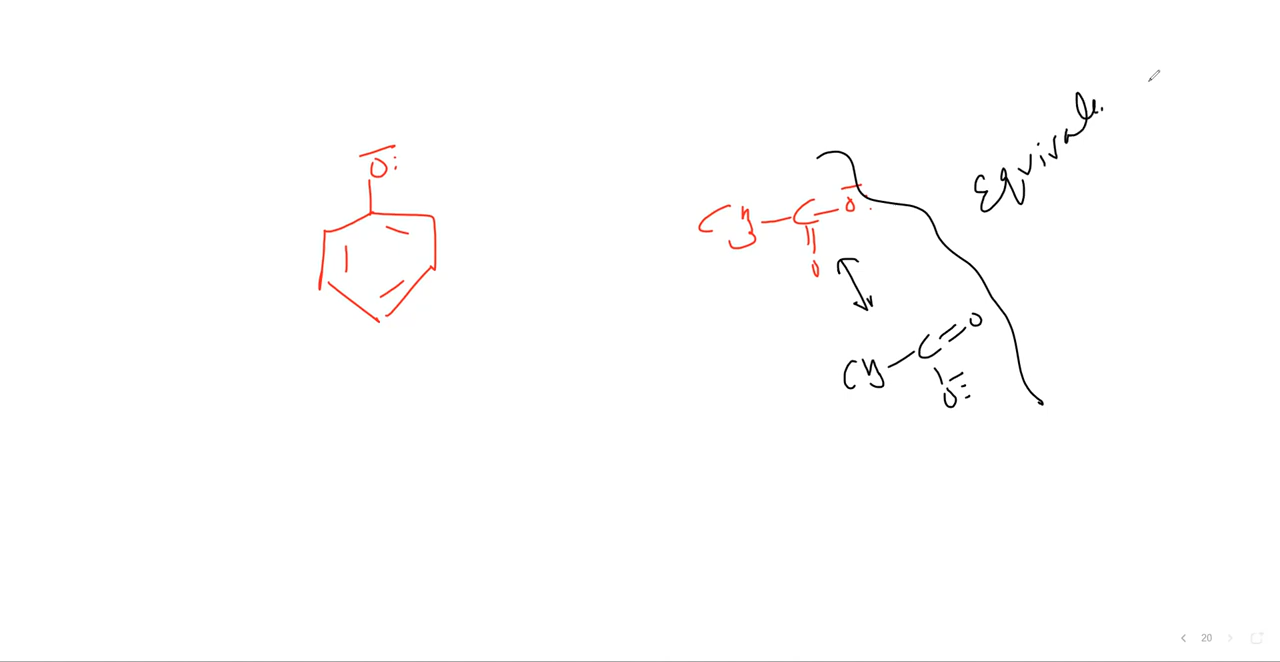 Ō:
CH3 – C – Ō:
O
CH3 – C = O
Ō:
Equivale.
20